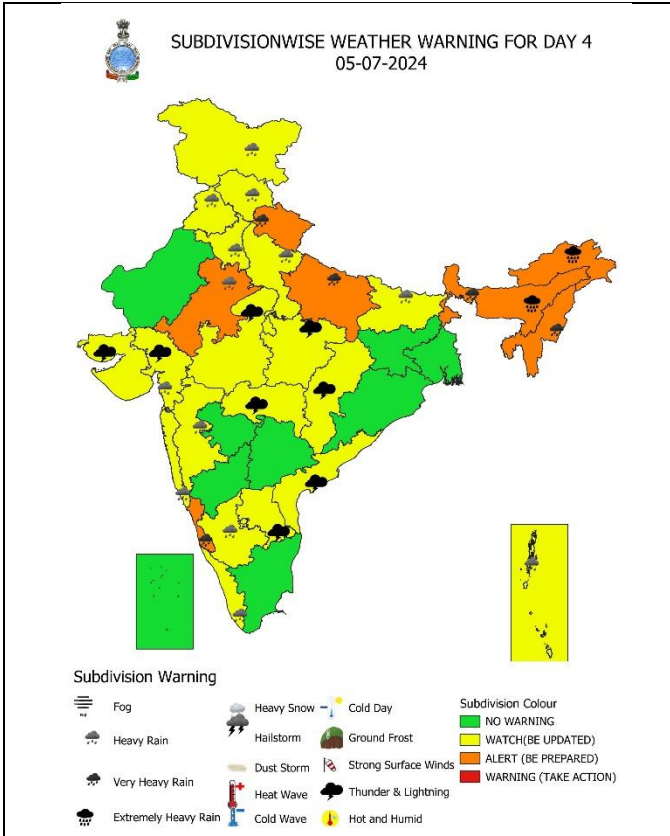 SUBDIVISIONWISE WEATHER WARNING FOR DAY 4
05-07-2024
Subdivision Warning
Fog
Heavy Rain
Very Heavy Rain
Extremely Heavy Rain
Heavy Snow
Hailstorm
Dust Storm
Heat Wave
Cold Wave
Cold Day
Ground Frost
Strong Surface Winds
Thunder & Lightning
Hot and Humid
Subdivision Colour
NO WARNING
WATCH(BE UPDATED)
ALERT (BE PREPARED)
WARNING (TAKE ACTION)